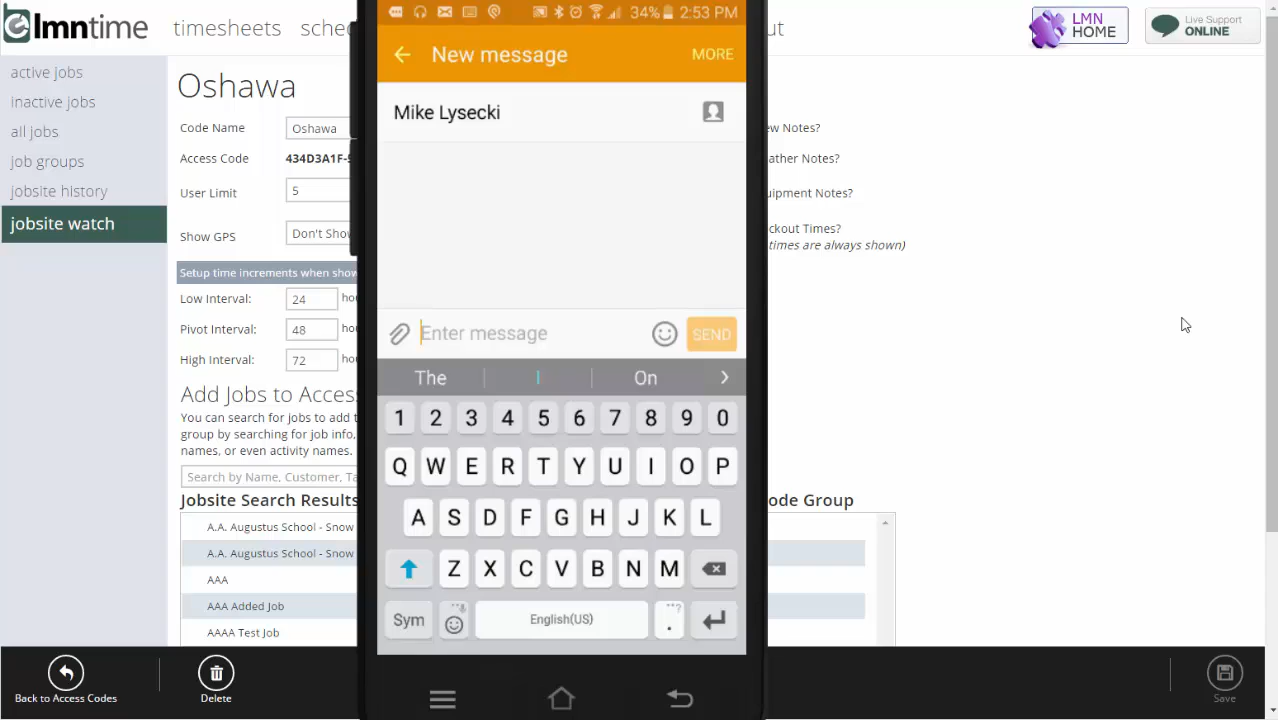 lmntime timesheets sched out LMN HOME Live Support ONLINE
34% 2:53 PM
New message MORE
Mike Lysecki
Enter message SEND
The I On
1 2 3 4 5 6 7 8 9 0
Q W E R T Y U I O P
A S D F G H J K L
Z X C V B N M
Sym English(US) .
active jobs
inactive jobs
all jobs
job groups
jobsite history
jobsite watch
Oshawa
Code Name Oshawa ew Notes?
Access Code 434D3A1F- ather Notes?
User Limit 5 uipment Notes?
Show GPS Don't Show ckout Times?
times are always shown)
Setup time increments when show
Low Interval: 24 hou
Pivot Interval: 48 hou
High Interval: 72 hou
Add Jobs to Acces
You can search for jobs to add t
group by searching for job info,
names, or even activity names.
Search by Name, Customer, Ta
Jobsite Search Results ode Group
A.A. Augustus School - Snow
A.A. Augustus School - Snow
AAA
AAA Added Job
AAAA Test Job
Back to Access Codes Delete Save